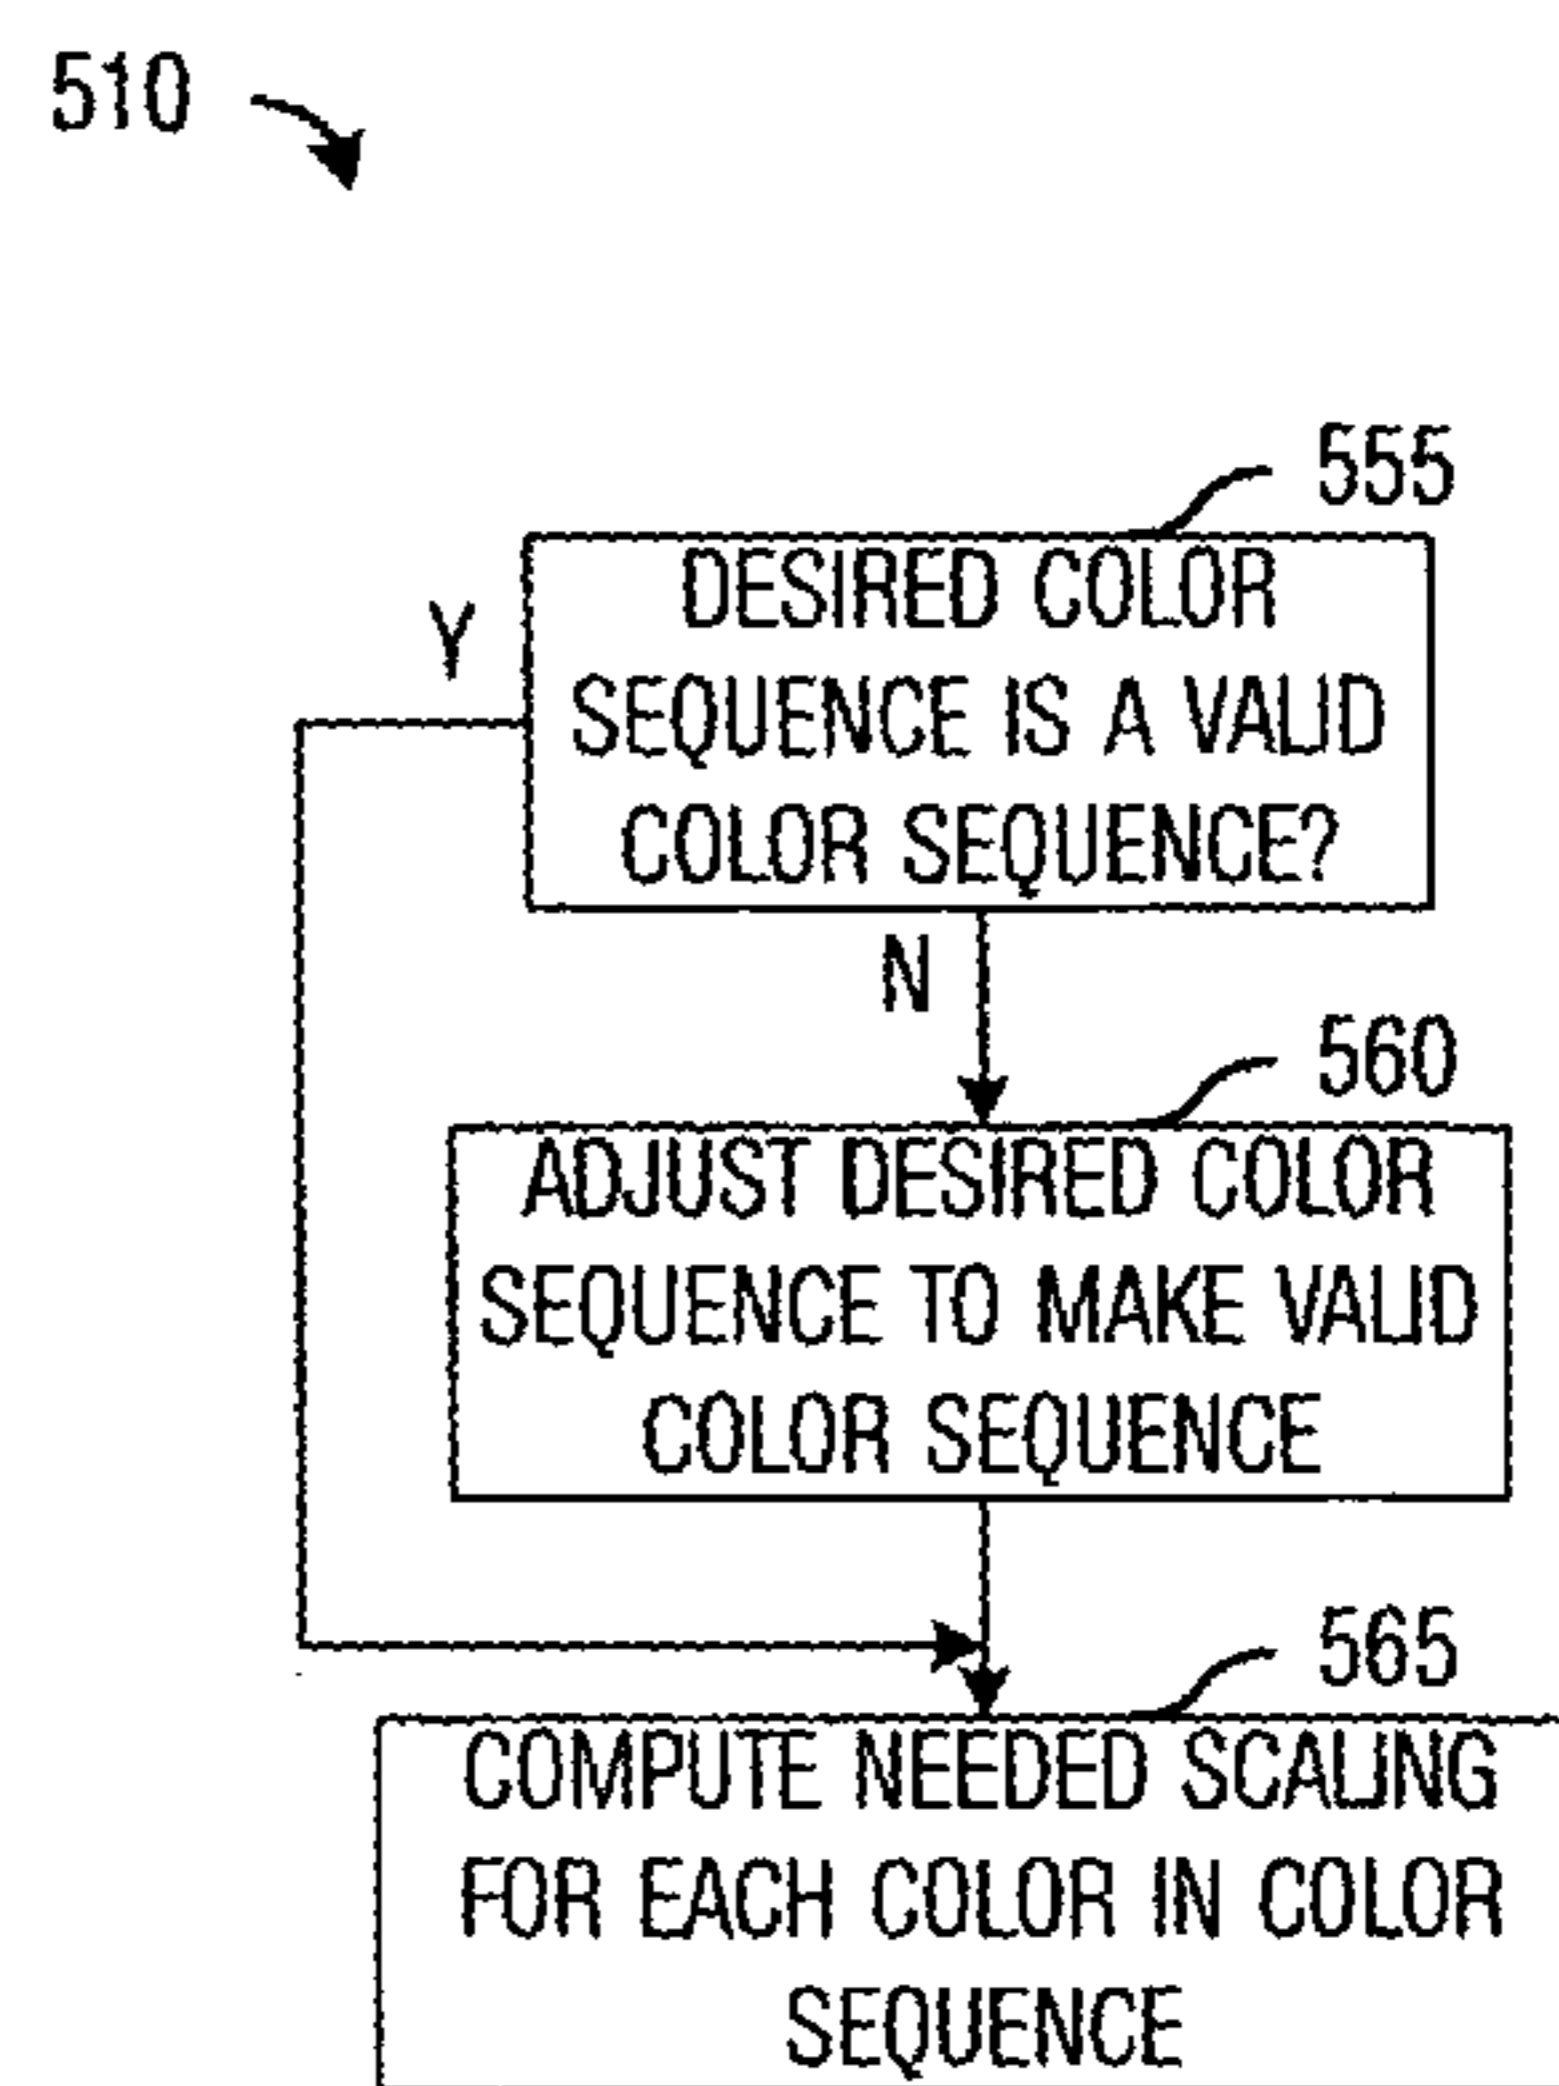 510
555
DESIRED COLOR
SEQUENCE IS A VALID
COLOR SEQUENCE?
Y
N
560
ADJUST DESIRED COLOR
SEQUENCE TO MAKE VALID
COLOR SEQUENCE
565
COMPUTE NEEDED SCALING
FOR EACH COLOR IN COLOR
SEQUENCE